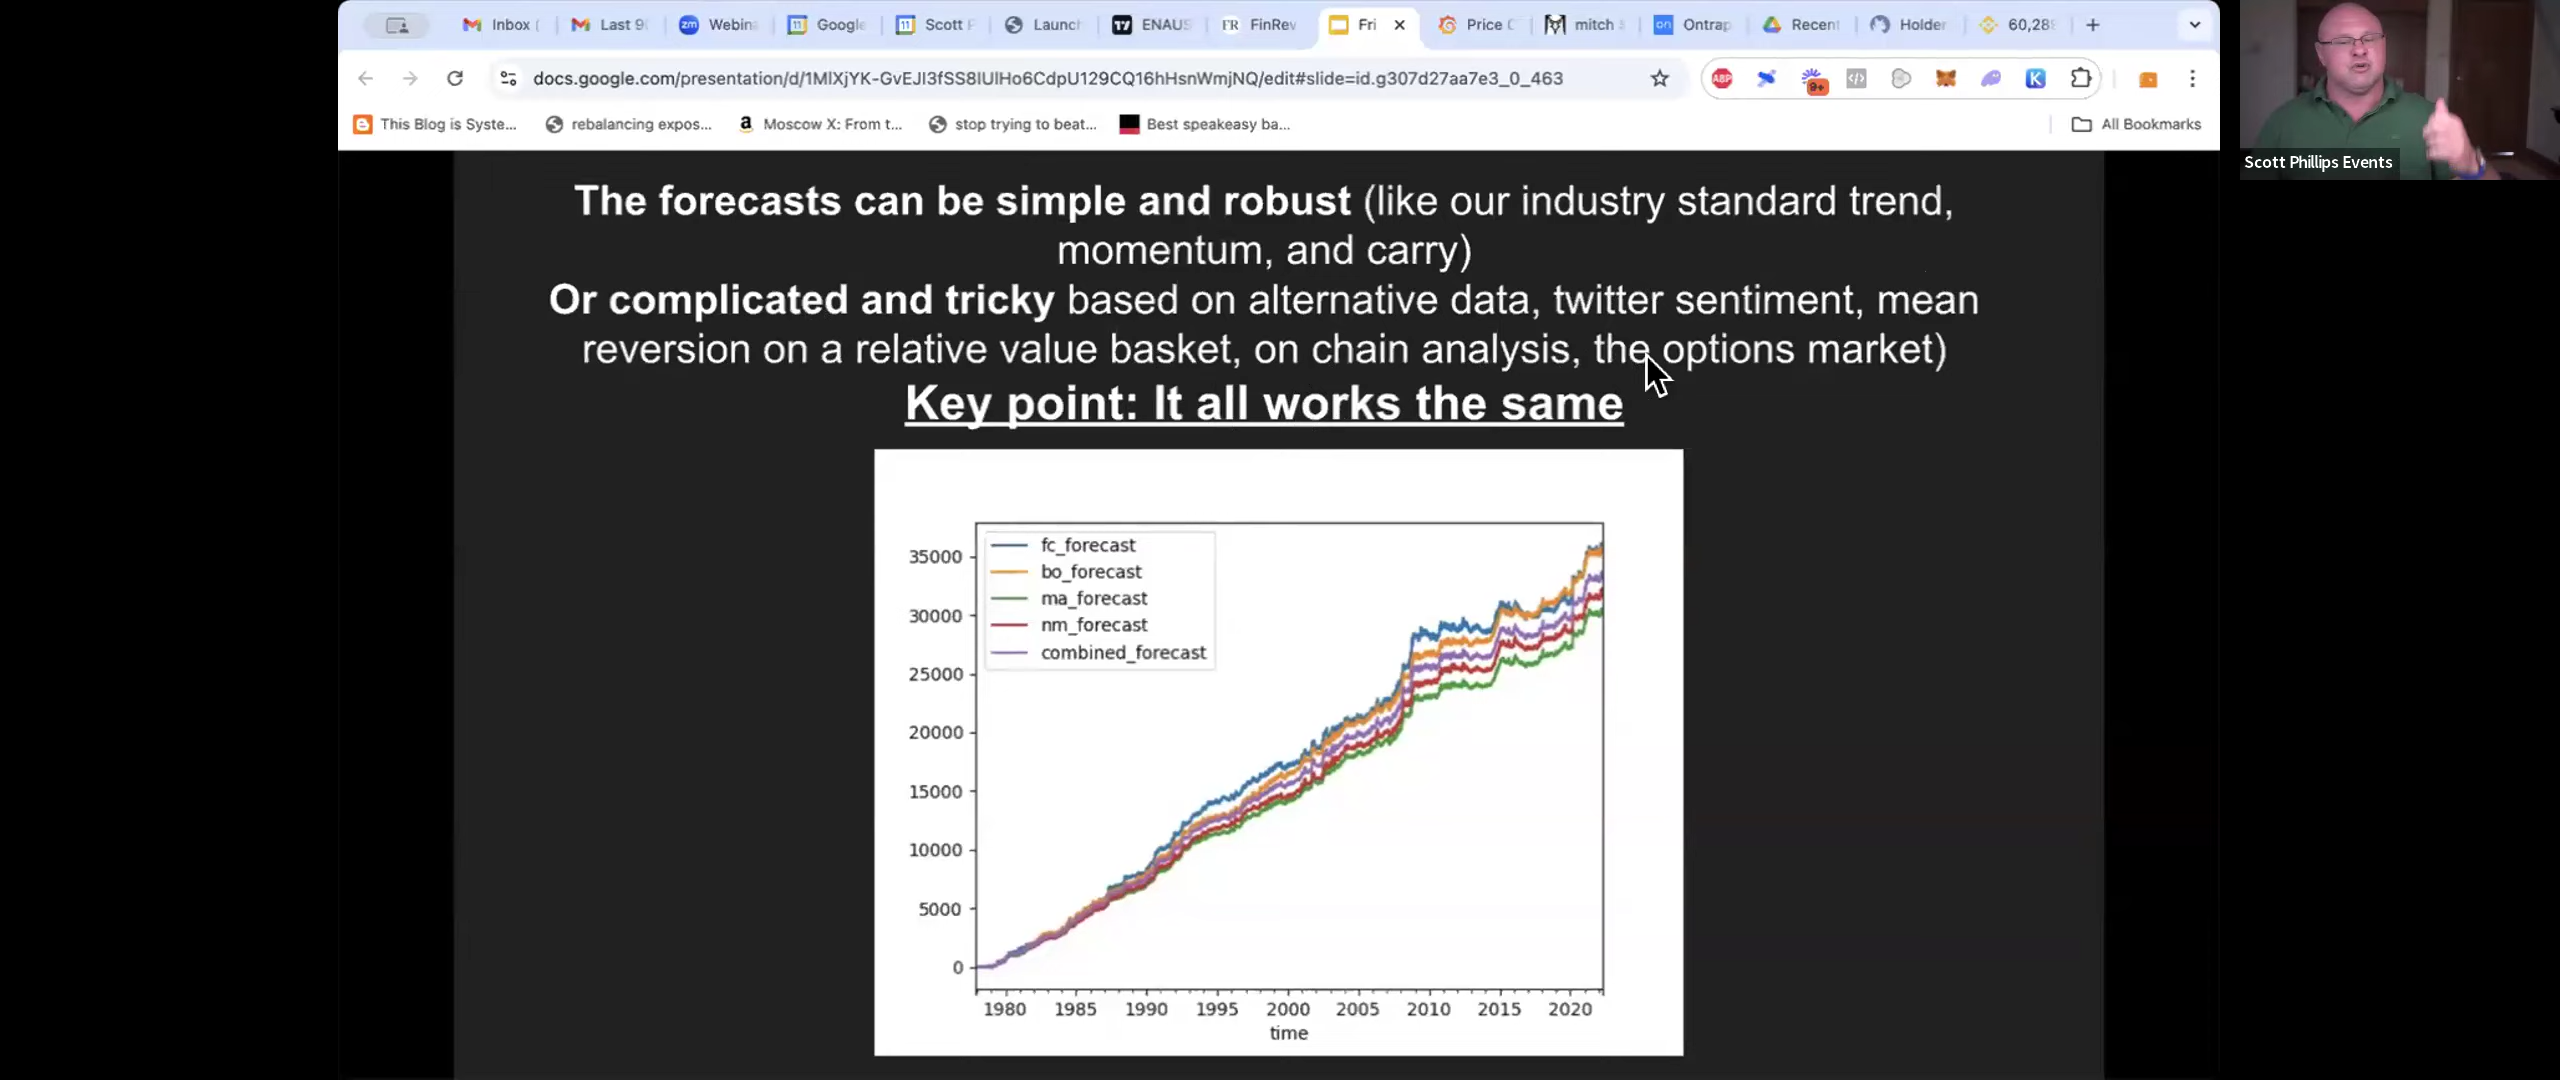 Inbox (
Last 9
Webina
Google
Scott P
Launch
ENAUS
FinRev
Fri
Price C
mitch
Ontrap
Recent
Holder
60,28
docs.google.com/presentation/d/1MlXjYK-GvEJI3fSS8lUlHo6CdpU129CQ16hHsnWmjNQ/edit#slide=id.g307d27aa7e3_0_463
ABP
9+
This Blog is Syste...
rebalancing expos...
Moscow X: From t...
stop trying to beat...
Best speakeasy ba...
All Bookmarks
Scott Phillips Events
The forecasts can be simple and robust (like our industry standard trend,
momentum, and carry)
Or complicated and tricky based on alternative data, twitter sentiment, mean
reversion on a relative value basket, on chain analysis, the options market)
Key point: It all works the same
fc_forecast
bo_forecast
ma_forecast
nm_forecast
combined_forecast
35000
30000
25000
20000
15000
10000
5000
0
1980 1985 1990 1995 2000 2005 2010 2015 2020
time